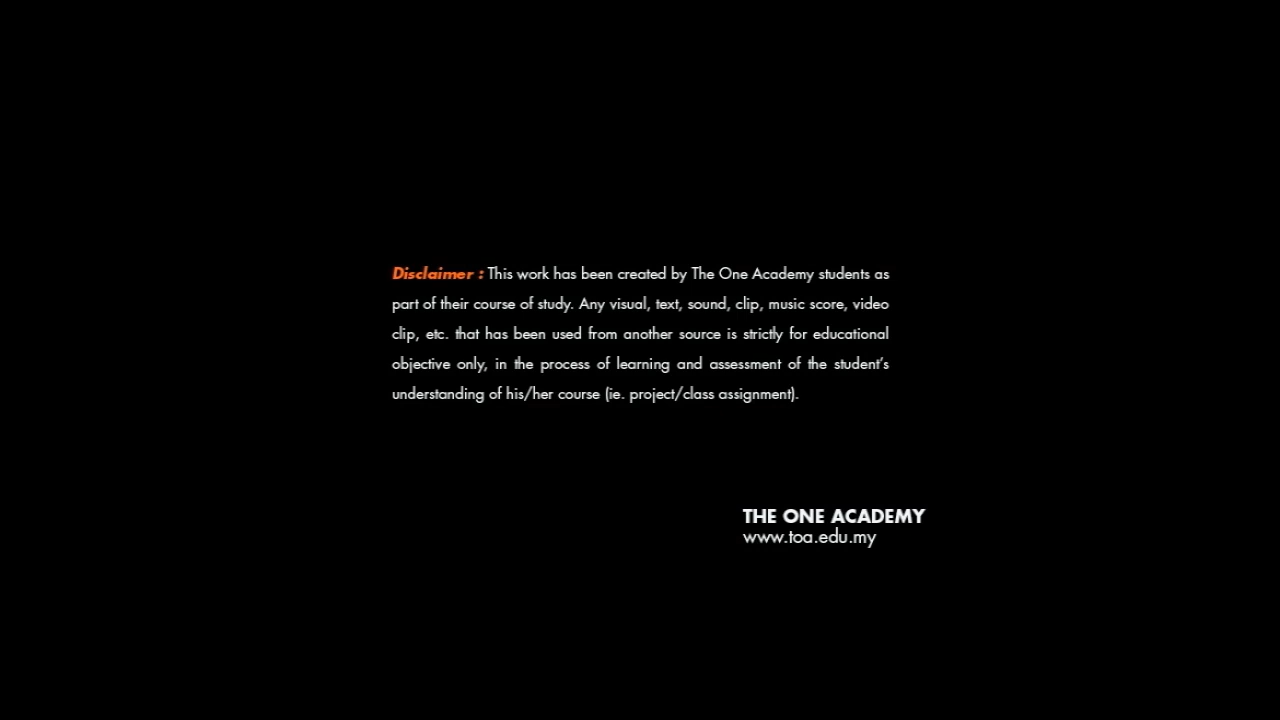 Disclaimer : This work has been created by The One Academy students as
part of their course of study. Any visual, text, sound, clip, music score, video
clip, etc. that has been used from another source is strictly for educational
objective only, in the process of learning and assessment of the student’s
understanding of his/her course (ie. project/class assignment).
THE ONE ACADEMY
www.toa.edu.my